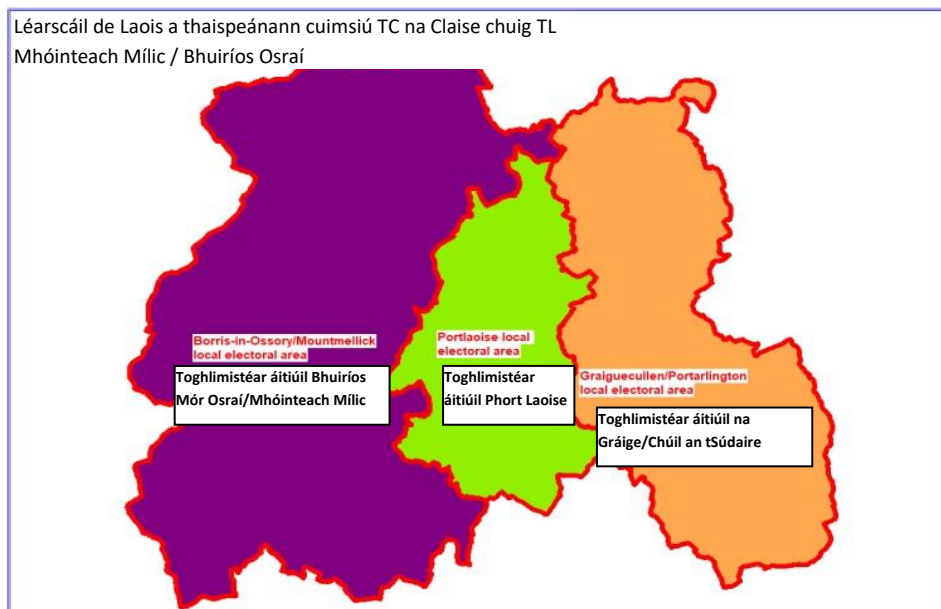 Léarscáil de Laois a thaispeánann cuimsiú TC na Claise chuig TL
Mhóinteach Mílic / Bhuiríos Osraí
Borris-in-Ossory/Mountmellick
local electoral area
Toghlimistéar áitiúil Bhuiríos
Mór Osraí/Mhóinteach Mílic
Portlaoise local
electoral area
Toghlimistéar
áitiúil Phort Laoise
Graiguecullen/Portarlington
local electoral area
Toghlimistéar áitiúil na
Gráige/Chúil an tSúdaire